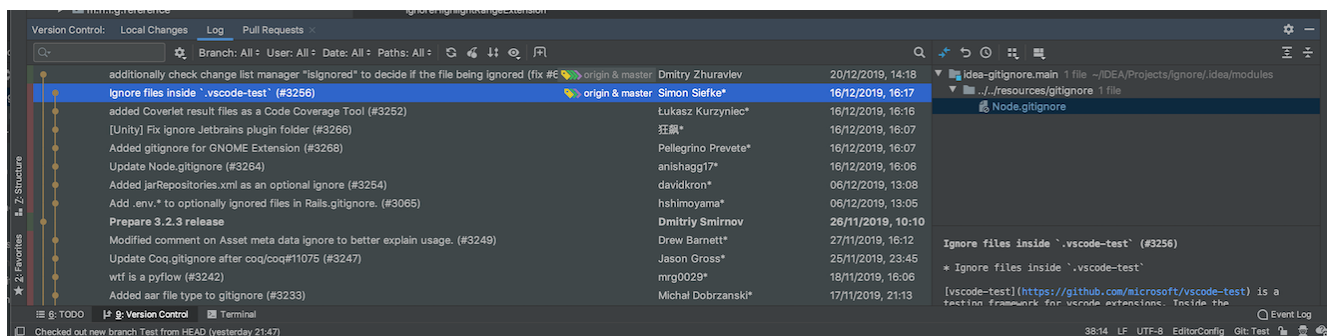 m.n.i.g.reference
IgnoreHighlightRangeExtension
Version Control: Local Changes Log Pull Requests
Branch: All User: All Date: All Paths: All
additionally check change list manager "isIgnored" to decide if the file being ignored (fix #6 origin & master Dmitry Zhuravlev 20/12/2019, 14:18
Ignore files inside `.vscode-test` (#3256) origin & master Simon Siefke* 16/12/2019, 16:17
added Coverlet result files as a Code Coverage Tool (#3252) Łukasz Kurzyniec* 16/12/2019, 16:16
[Unity] Fix ignore Jetbrains plugin folder (#3266) 狂飙* 16/12/2019, 16:07
Added gitignore for GNOME Extension (#3268) Pellegrino Prevete* 16/12/2019, 16:07
Update Node.gitignore (#3264) anishagg17* 16/12/2019, 16:06
Added jarRepositories.xml as an optional ignore (#3254) davidkron* 06/12/2019, 13:08
Add .env.* to optionally ignored files in Rails.gitignore. (#3065) hshimoyama* 06/12/2019, 13:05
Prepare 3.2.3 release Dmitriy Smirnov 26/11/2019, 10:10
Modified comment on Asset meta data ignore to better explain usage. (#3249) Drew Barnett* 27/11/2019, 16:12
Update Coq.gitignore after coq/coq#11075 (#3247) Jason Gross* 25/11/2019, 23:45
wtf is a pyflow (#3242) mrg0029* 18/11/2019, 16:06
Added aar file type to gitignore (#3233) Michał Dobrzanski* 17/11/2019, 21:13
idea-gitignore.main 1 file ~/IDEA/Projects/ignore/.idea/modules
../../resources/gitignore 1 file
Node.gitignore
Ignore files inside `.vscode-test` (#3256)
* Ignore files inside `.vscode-test`
[vscode-test](https://github.com/microsoft/vscode-test) is a
testing framework for vscode extensions. Inside the
Z: Structure
2: Favorites
6: TODO 9: Version Control Terminal Event Log
Checked out new branch Test from HEAD (yesterday 21:47) 38:14 LF UTF-8 EditorConfig Git: Test